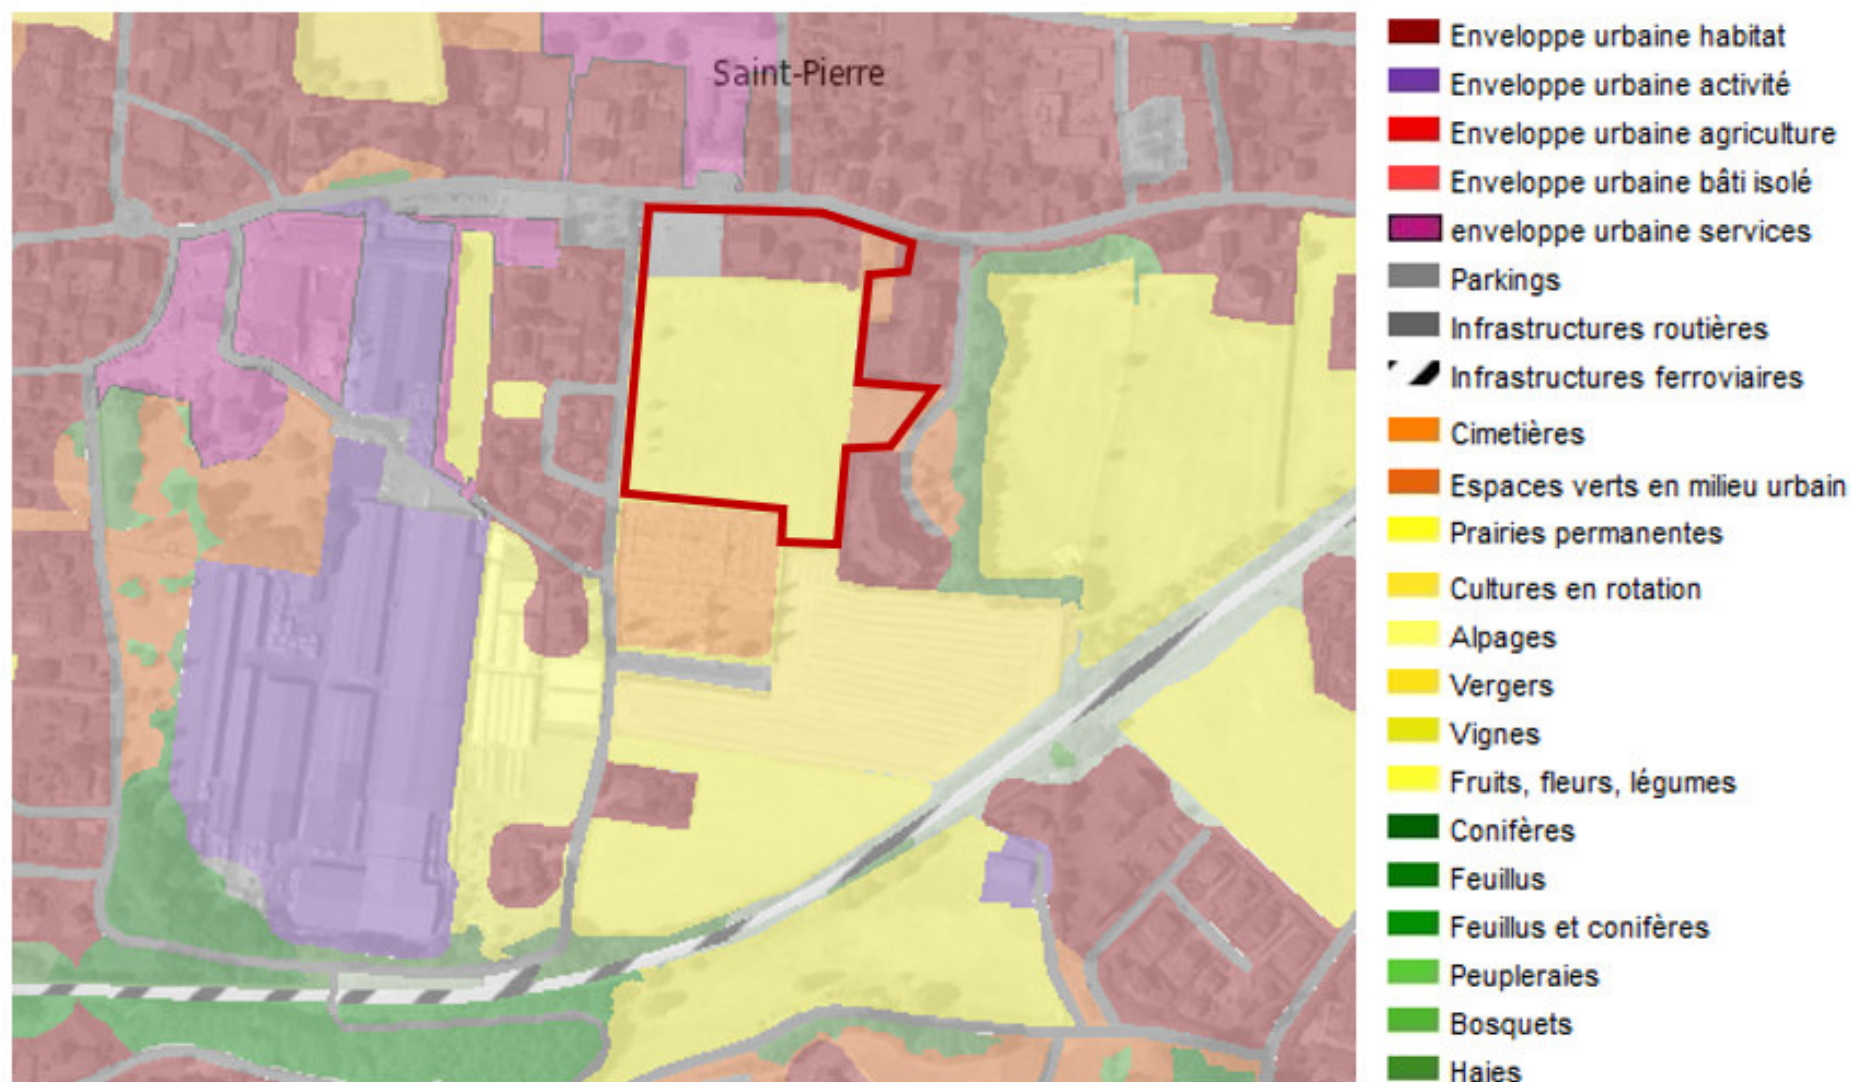 Saint-Pierre
Enveloppe urbaine habitat
Enveloppe urbaine activité
Enveloppe urbaine agriculture
Enveloppe urbaine bâti isolé
enveloppe urbaine services
Parkings
Infrastructures routières
Infrastructures ferroviaires
Cimetières
Espaces verts en milieu urbain
Prairies permanentes
Cultures en rotation
Alpages
Vergers
Vignes
Fruits, fleurs, légumes
Conifères
Feuillus
Feuillus et conifères
Peupleraies
Bosquets
Haies